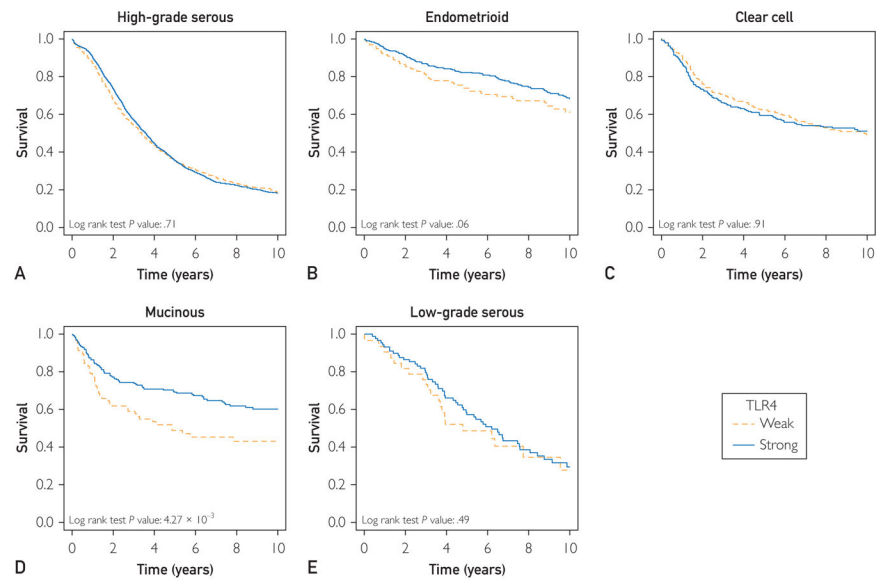 High-grade serous
Endometrioid
Clear cell
1.0
0.8
0.6
0.4
0.2
0.0
Survival
Log rank test P value: .71
0 2 4 6 8 10
A
Time (years)
1.0
0.8
0.6
0.4
0.2
0.0
Survival
Log rank test P value: .06
0 2 4 6 8 10
B
Time (years)
1.0
0.8
0.6
0.4
0.2
0.0
Survival
Log rank test P value: .91
0 2 4 6 8 10
C
Time (years)
Mucinous
Low-grade serous
1.0
0.8
0.6
0.4
0.2
0.0
Survival
Log rank test P value: 4.27 × 10⁻³
0 2 4 6 8 10
D
Time (years)
1.0
0.8
0.6
0.4
0.2
0.0
Survival
Log rank test P value: .49
0 2 4 6 8 10
E
Time (years)
TLR4
Weak
Strong